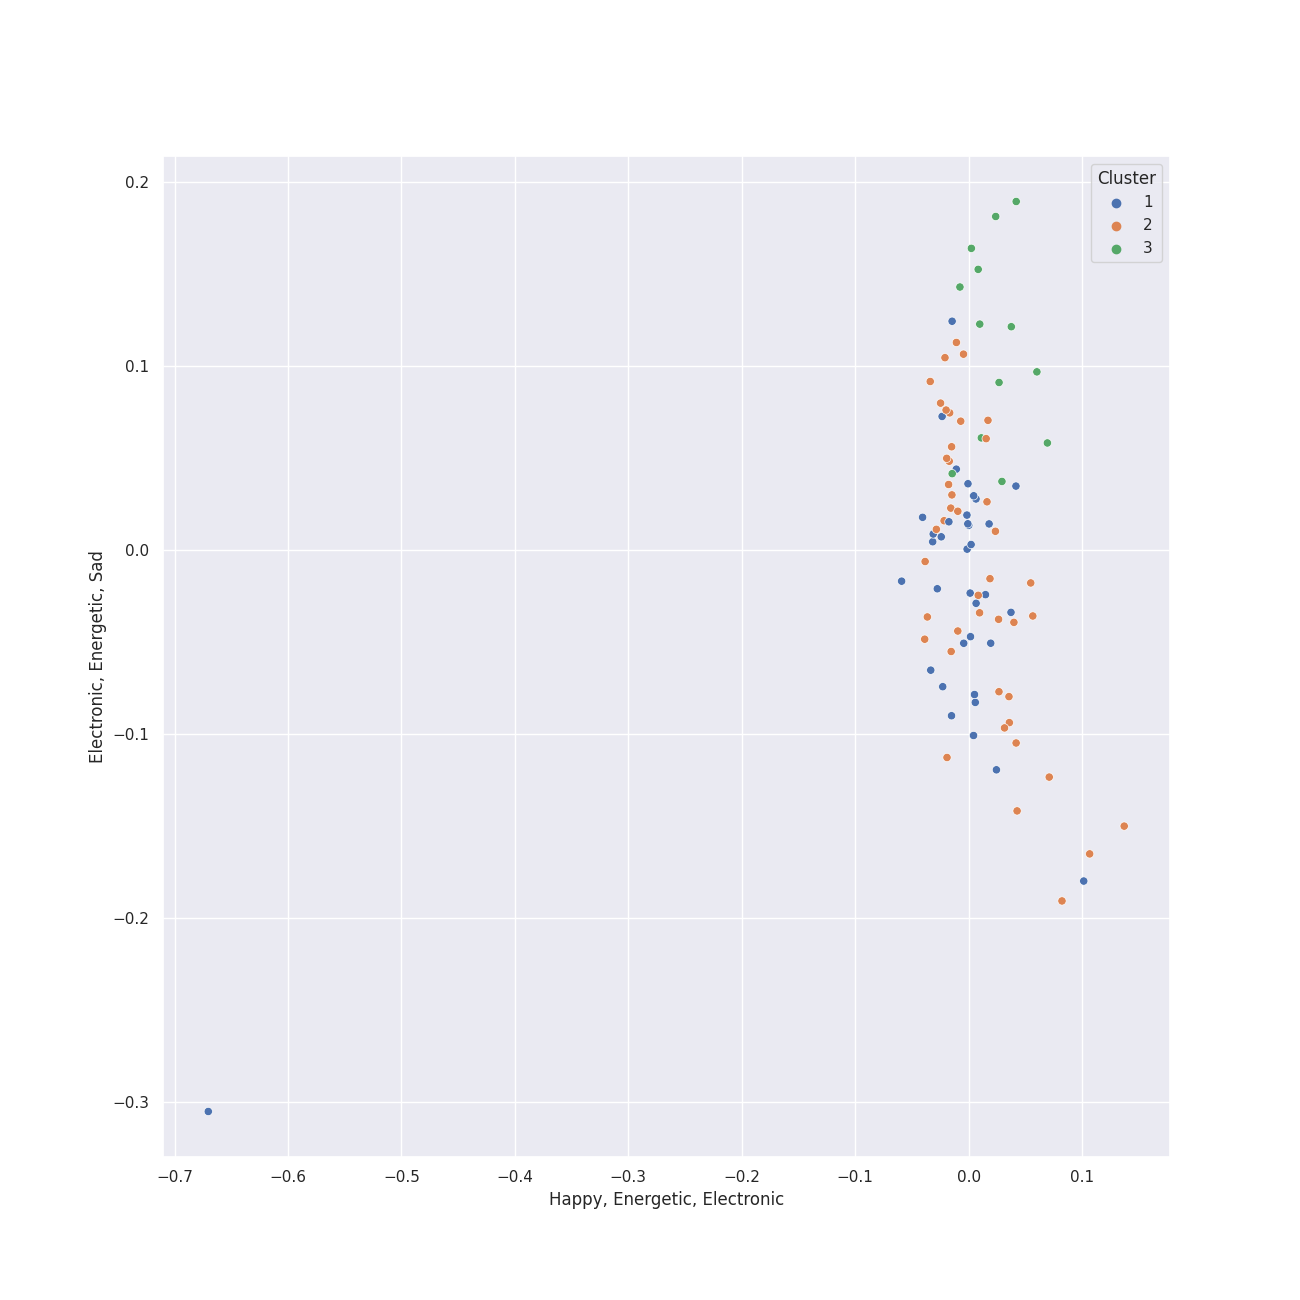 Cluster
1
2
3
0.2
0.1
0.0
−0.1
−0.2
−0.3
Electronic, Energetic, Sad
−0.7 −0.6 −0.5 −0.4 −0.3 −0.2 −0.1 0.0 0.1
Happy, Energetic, Electronic